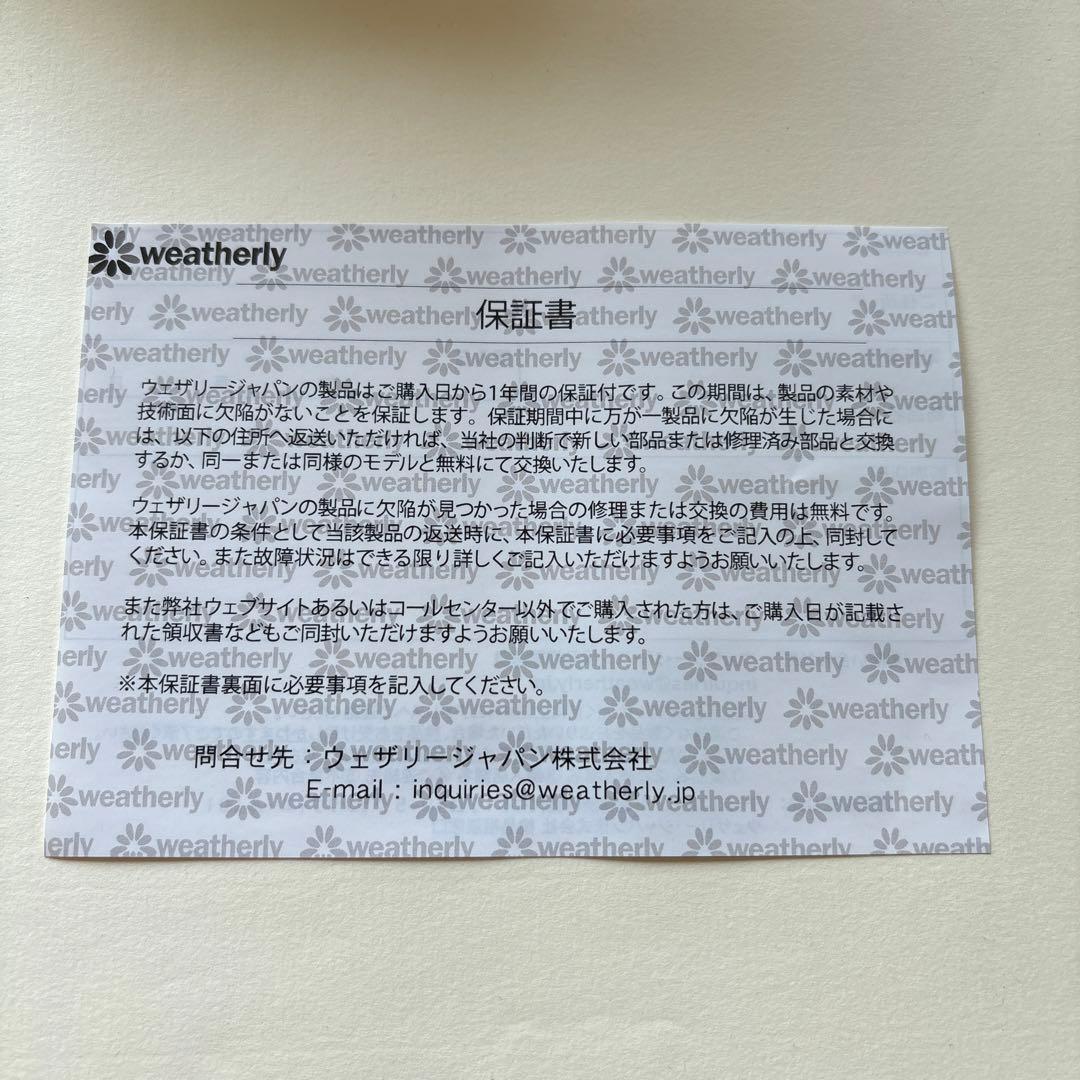 weatherly
保証書
ウェザリージャパンの製品はご購入日から1年間の保証付です。この期間は、製品の素材や
技術面に欠陥がないことを保証します。保証期間中に万が一製品に欠陥が生じた場合に
は、以下の住所へ返送いただければ、当社の判断で新しい部品または修理済み部品と交換
するか、同一または同様のモデルと無料にて交換いたします。
ウェザリージャパンの製品に欠陥が見つかった場合の修理または交換の費用は無料です。
本保証書の条件として当該製品の返送時に、本保証書に必要事項をご記入の上、同封して
ください。また故障状況はできる限り詳しくご記入いただけますようお願いいたします。
また弊社ウェブサイトあるいはコールセンター以外でご購入された方は、ご購入日が記載さ
れた領収書などもご同封いただけますようお願いいたします。
※本保証書裏面に必要事項を記入してください。
問合せ先：ウェザリージャパン株式会社
E-mail : inquiries@weatherly.jp